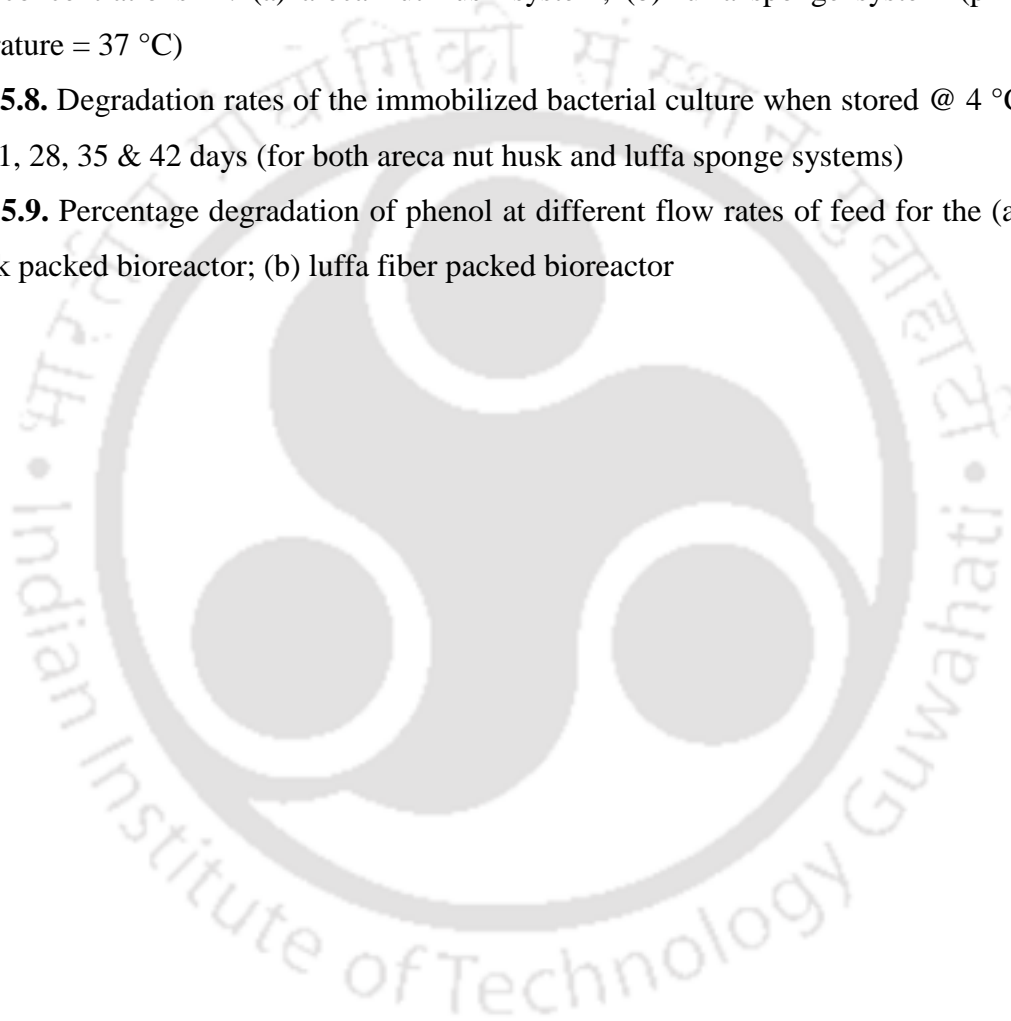 rature = 37 °C)
5.8. Degradation rates of the immobilized bacterial culture when stored @ 4 °C
1, 28, 35 & 42 days (for both areca nut husk and luffa sponge systems)
5.9. Percentage degradation of phenol at different flow rates of feed for the (a
k packed bioreactor; (b) luffa fiber packed bioreactor
भारतीय प्रौद्योगिकी संस्थान गुवाहाटी
Indian Institute of Technology Guwahati